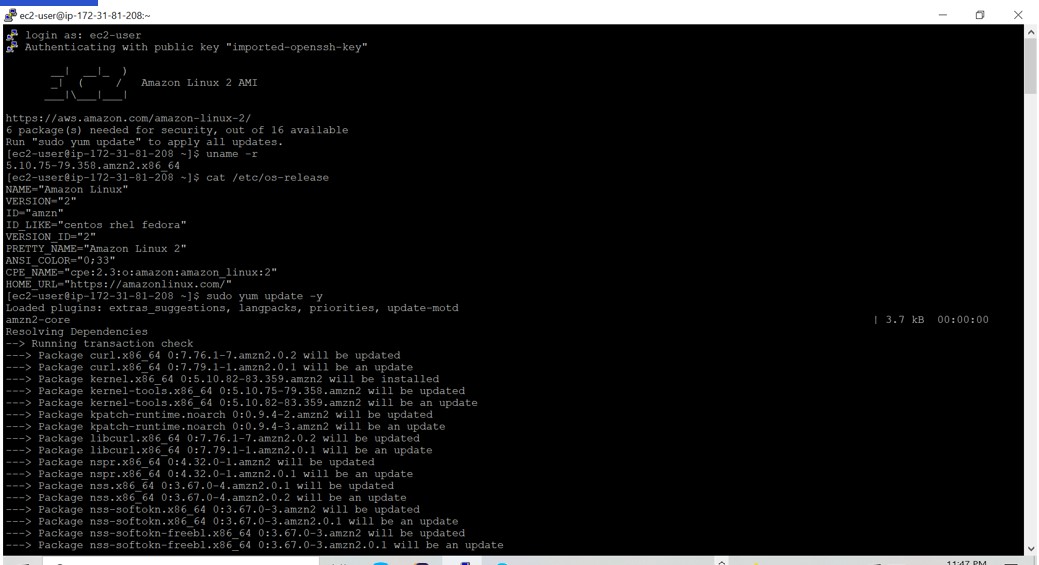 ec2-user@ip-172-31-81-208:~
login as: ec2-user
Authenticating with public key "imported-openssh-key"
__|  __|_  )
_|  (     /   Amazon Linux 2 AMI
___|\___|___|
https://aws.amazon.com/amazon-linux-2/
6 package(s) needed for security, out of 16 available
Run "sudo yum update" to apply all updates.
[ec2-user@ip-172-31-81-208 ~]$ uname -r
5.10.75-79.358.amzn2.x86_64
[ec2-user@ip-172-31-81-208 ~]$ cat /etc/os-release
NAME="Amazon Linux"
VERSION="2"
ID="amzn"
ID_LIKE="centos rhel fedora"
VERSION_ID="2"
PRETTY_NAME="Amazon Linux 2"
ANSI_COLOR="0;33"
CPE_NAME="cpe:2.3:o:amazon:amazon_linux:2"
HOME_URL="https://amazonlinux.com/"
[ec2-user@ip-172-31-81-208 ~]$ sudo yum update -y
Loaded plugins: extras_suggestions, langpacks, priorities, update-motd
amzn2-core | 3.7 kB 00:00:00
Resolving Dependencies
--> Running transaction check
---> Package curl.x86_64 0:7.76.1-7.amzn2.0.2 will be updated
---> Package curl.x86_64 0:7.79.1-1.amzn2.0.1 will be an update
---> Package kernel.x86_64 0:5.10.82-83.359.amzn2 will be installed
---> Package kernel-tools.x86_64 0:5.10.75-79.358.amzn2 will be updated
---> Package kernel-tools.x86_64 0:5.10.82-83.359.amzn2 will be an update
---> Package kpatch-runtime.noarch 0:0.9.4-2.amzn2 will be updated
---> Package kpatch-runtime.noarch 0:0.9.4-3.amzn2 will be an update
---> Package libcurl.x86_64 0:7.76.1-7.amzn2.0.2 will be updated
---> Package libcurl.x86_64 0:7.79.1-1.amzn2.0.1 will be an update
---> Package nspr.x86_64 0:4.32.0-1.amzn2 will be updated
---> Package nspr.x86_64 0:4.32.0-1.amzn2.0.1 will be an update
---> Package nss.x86_64 0:3.67.0-4.amzn2.0.1 will be updated
---> Package nss.x86_64 0:3.67.0-4.amzn2.0.2 will be an update
---> Package nss-softokn.x86_64 0:3.67.0-3.amzn2 will be updated
---> Package nss-softokn.x86_64 0:3.67.0-3.amzn2.0.1 will be an update
---> Package nss-softokn-freebl.x86_64 0:3.67.0-3.amzn2 will be updated
---> Package nss-softokn-freebl.x86_64 0:3.67.0-3.amzn2.0.1 will be an update
11:47 PM